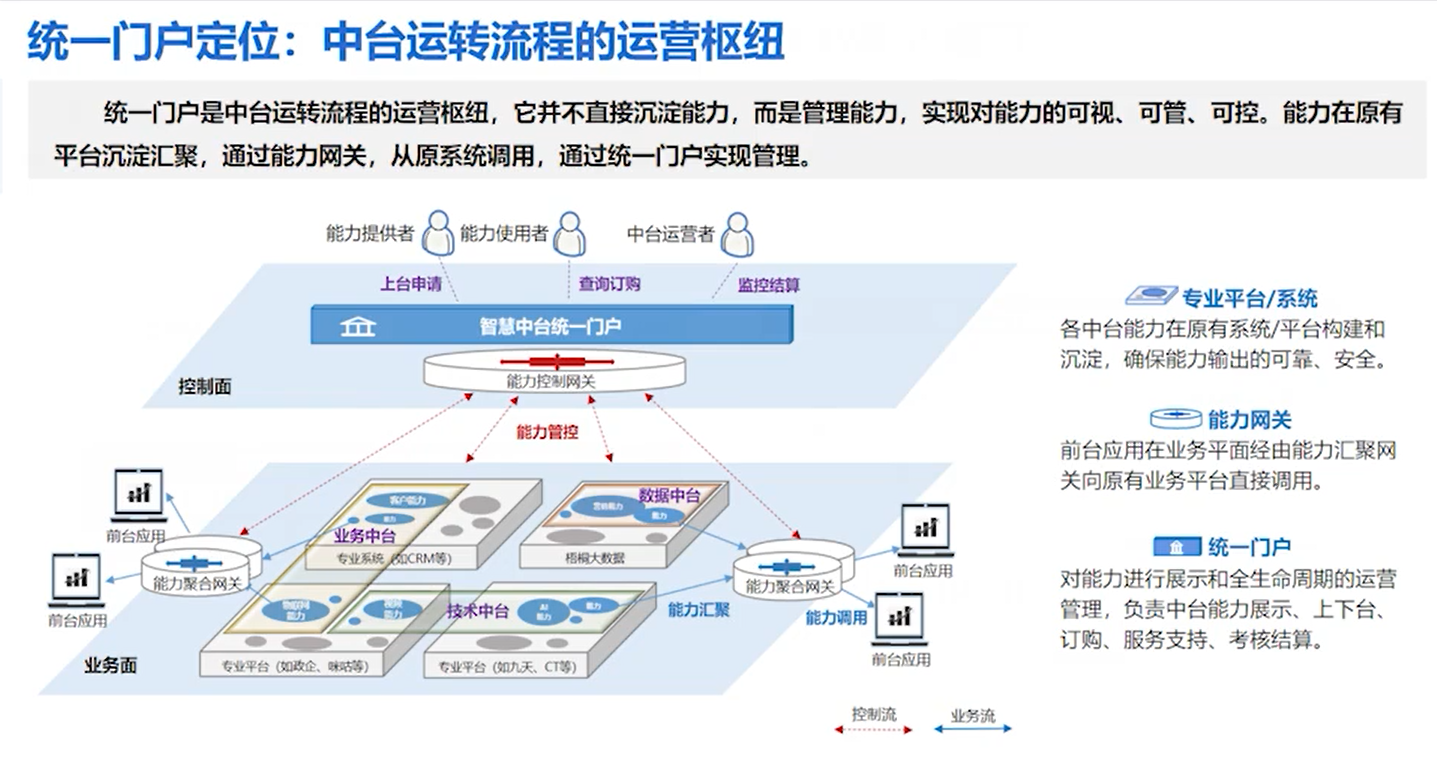 统一门户定位：中台运转流程的运营枢纽
统一门户是中台运转流程的运营枢纽，它并不直接沉淀能力，而是管理能力，实现对能力的可视、可管、可控。能力在原有
平台沉淀汇聚，通过能力网关，从原系统调用，通过统一门户实现管理。
能力提供者
能力使用者
中台运营者
上台申请
查询订购
监控结算
智慧中台统一门户
能力控制网关
控制面
能力管控
专业平台/系统
各中台能力在原有系统/平台构建和
沉淀，确保能力输出的可靠、安全。
能力网关
前台应用在业务平面经由能力汇聚网
关向原有业务平台直接调用。
统一门户
对能力进行展示和全生命周期的运营
管理，负责中台能力展示、上下台、
订购、服务支持、考核结算。
前台应用
前台应用
能力聚合网关
客户能力
能力
业务中台
专业系统（如CRM等）
数据中台
营销能力
能力
梧桐大数据
物联网
能力
视频
能力
技术中台
AI
能力
能力
专业平台（如政企、咪咕等）
专业平台（如九天、CT等）
能力聚合网关
能力汇聚
能力调用
前台应用
前台应用
业务面
控制流
业务流